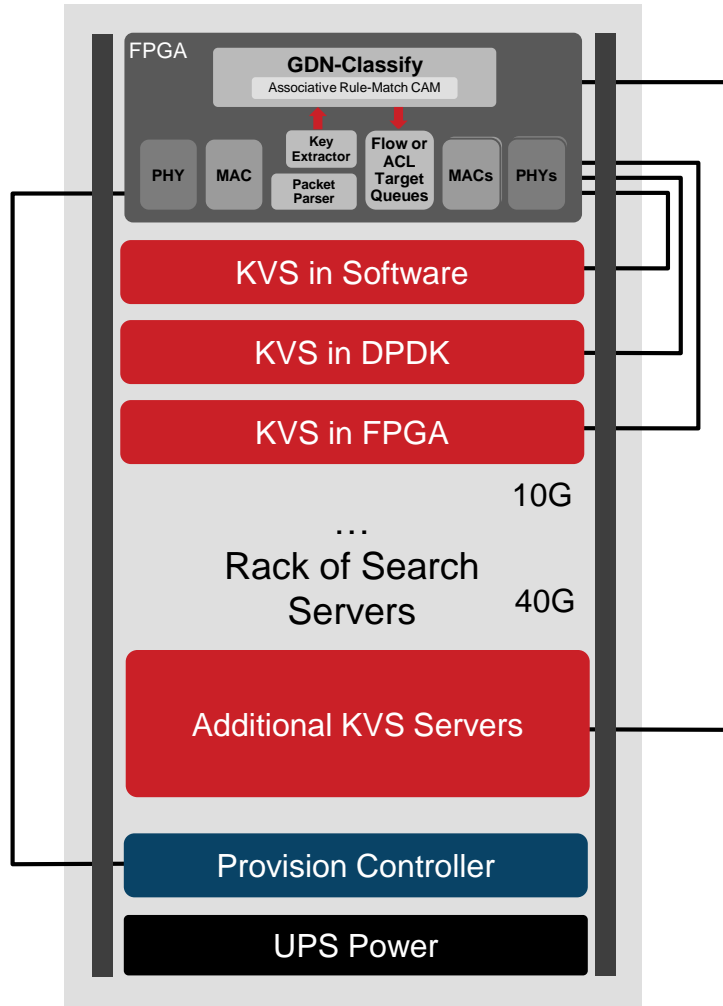 FPGA
GDN-Classify
Associative Rule-Match CAM
PHY
MAC
Key
Extractor
Packet
Parser
Flow or
ACL
Target
Queues
MACs
PHYs
KVS in Software
KVS in DPDK
KVS in FPGA
10G
…
Rack of Search
Servers
40G
Additional KVS Servers
Provision Controller
UPS Power